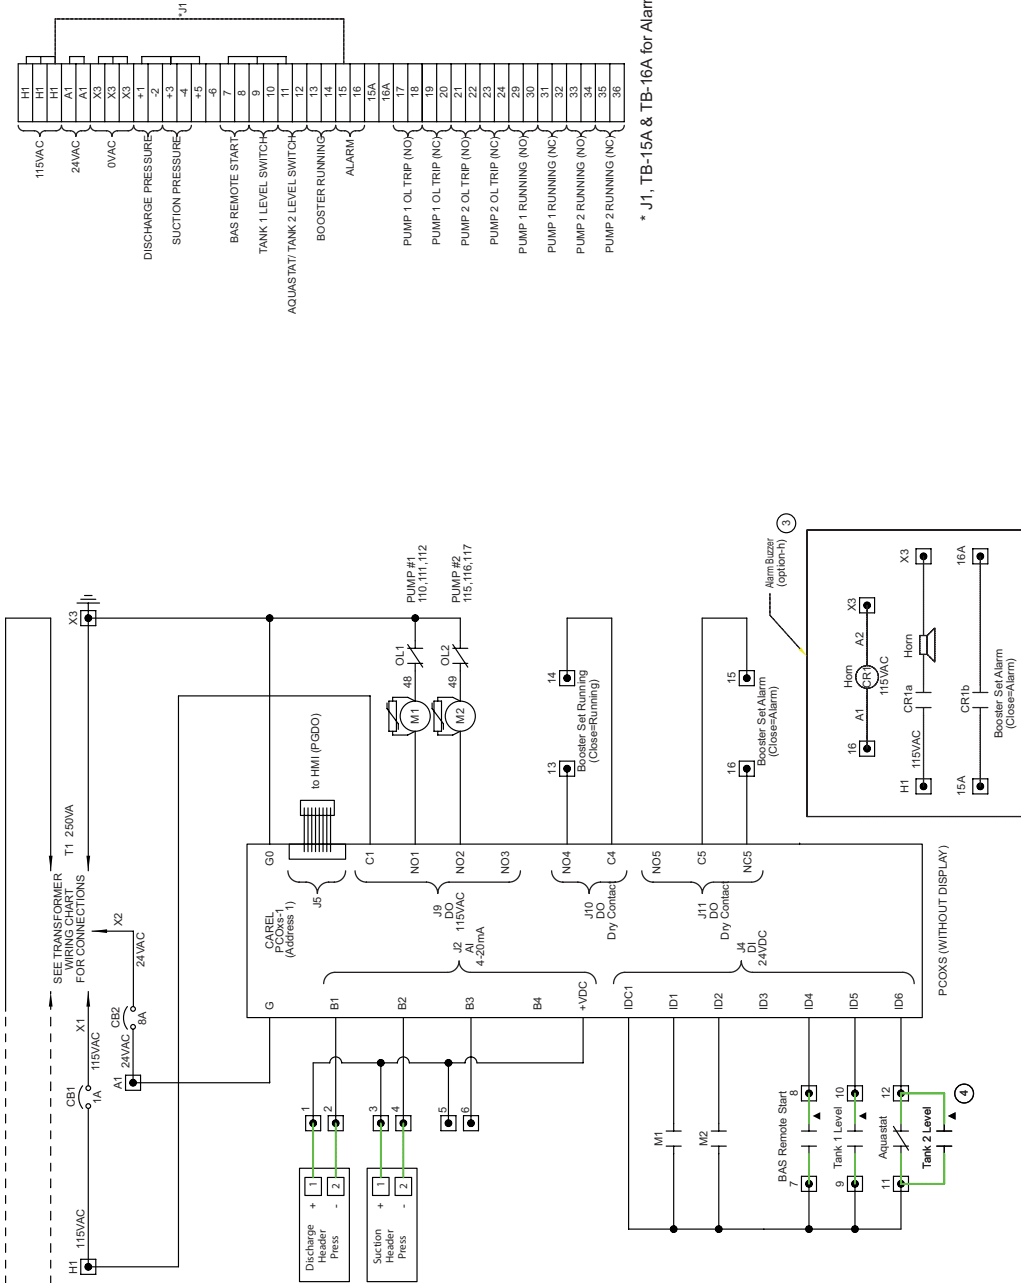 *J1
H1
H1
H1
A1
A1
X3
X3
X3
+1
-2
+3
-4
+5
-6
7
8
9
10
11
12
13
14
15
16
15A
16A
17
18
19
20
21
22
23
24
29
30
31
32
33
34
35
36
115VAC
24VAC
0VAC
DISCHARGE PRESSURE
SUCTION PRESSURE
BAS REMOTE START
TANK 1 LEVEL SWITCH
AQUASTAT/ TANK 2 LEVEL SWITCH
BOOSTER RUNNING
ALARM
PUMP 1 OL TRIP (NO)
PUMP 1 OL TRIP (NC)
PUMP 2 OL TRIP (NO)
PUMP 2 OL TRIP (NC)
PUMP 1 RUNNING (NO)
PUMP 1 RUNNING (NC)
PUMP 2 RUNNING (NO)
PUMP 2 RUNNING (NC)
* J1, TB-15A & TB-16A for Alarm
H1
115VAC
CB1
1A
115VAC
X1
SEE TRANSFORMER
WIRING CHART
FOR CONNECTIONS
T1 250VA
X3
A1
24VAC
CB2
8A
24VAC
X2
G
B1
B2
B3
B4
+VDC
IDC1
ID1
ID2
ID3
ID4
ID5
ID6
CAREL
PCOxs-1
(Address 1)
J5
J9
DO
115VAC
J2
AI
4-20mA
J10
DO
Dry Contact
J11
DO
Dry Contact
J4
DI
24VDC
G0
C1
NO1
NO2
NO3
NO4
C4
NO5
C5
NC5
PCOXS (WITHOUT DISPLAY)
to HMI (PGDO)
M1
48
OL1
PUMP #1
110,111,112
M2
49
OL2
PUMP #2
115,116,117
13
14
Booster Set Running
(Close=Running)
16
15
Booster Set Alarm
(Close=Alarm)
Discharge
Header
Press
+
-
1
2
1
2
Suction
Header
Press
+
-
1
2
3
4
5
6
M1
M2
7
BAS Remote Start
8
9
Tank 1 Level
10
11
Aquastat
12
Tank 2 Level
4
Alarm Buzzer
(option-h)
3
16
A1
Horn
CR1
115VAC
A2
X3
H1
115VAC
CR1a
Horn
X3
15A
CR1b
16A
Booster Set Alarm
(Close=Alarm)